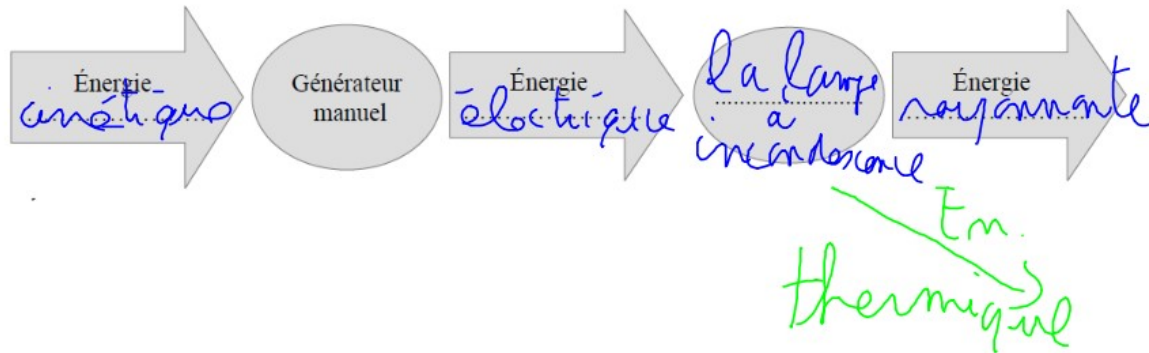 Énergie
cinétique
Générateur
manuel
Énergie
électrique
la lampe
a
incandescence
Énergie
rayonnante
En.
thermique